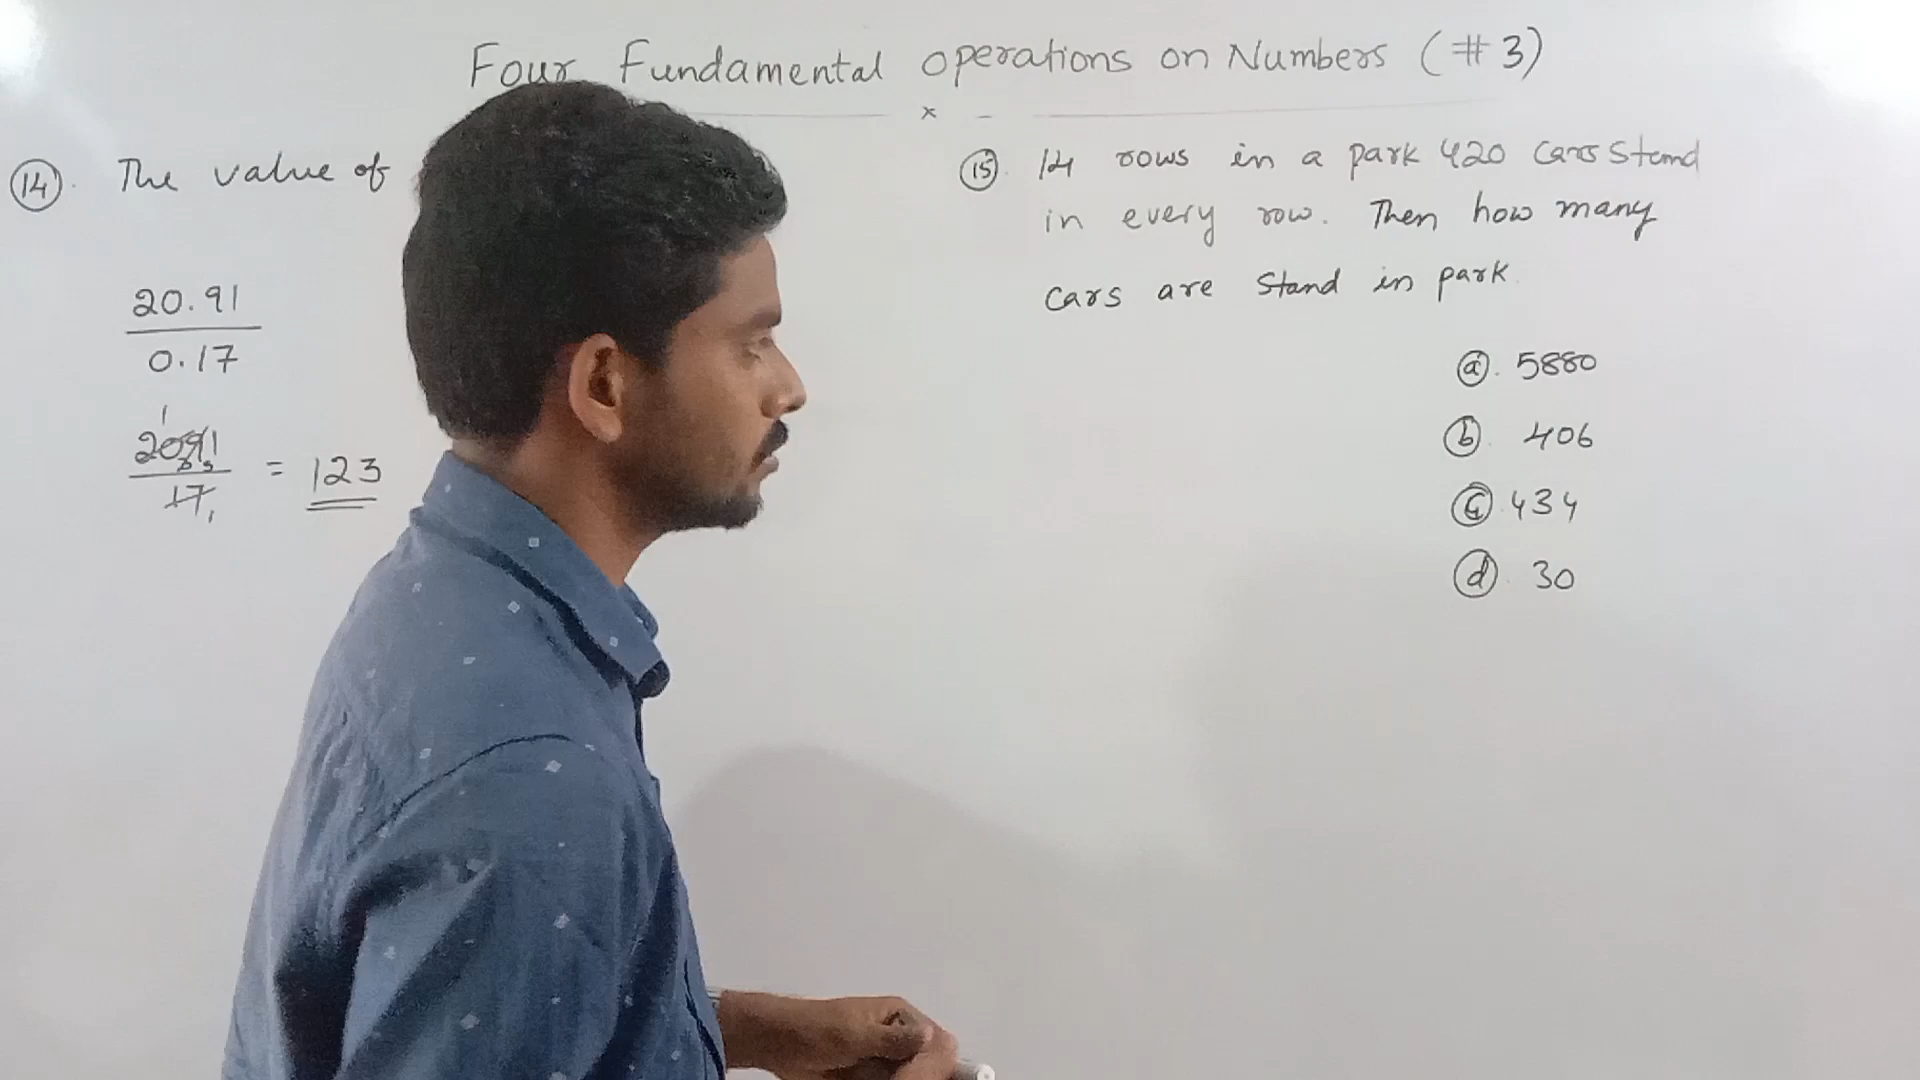 Four Fundamental operations on Numbers (#3)
x
(14). The value of
20.91
0.17
2091
17
= 123
(15). 14 rows in a park 420 cars stand
in every row. Then how many
cars are stand in park.
(a). 5880
(b). 406
(c). 434
(d). 30